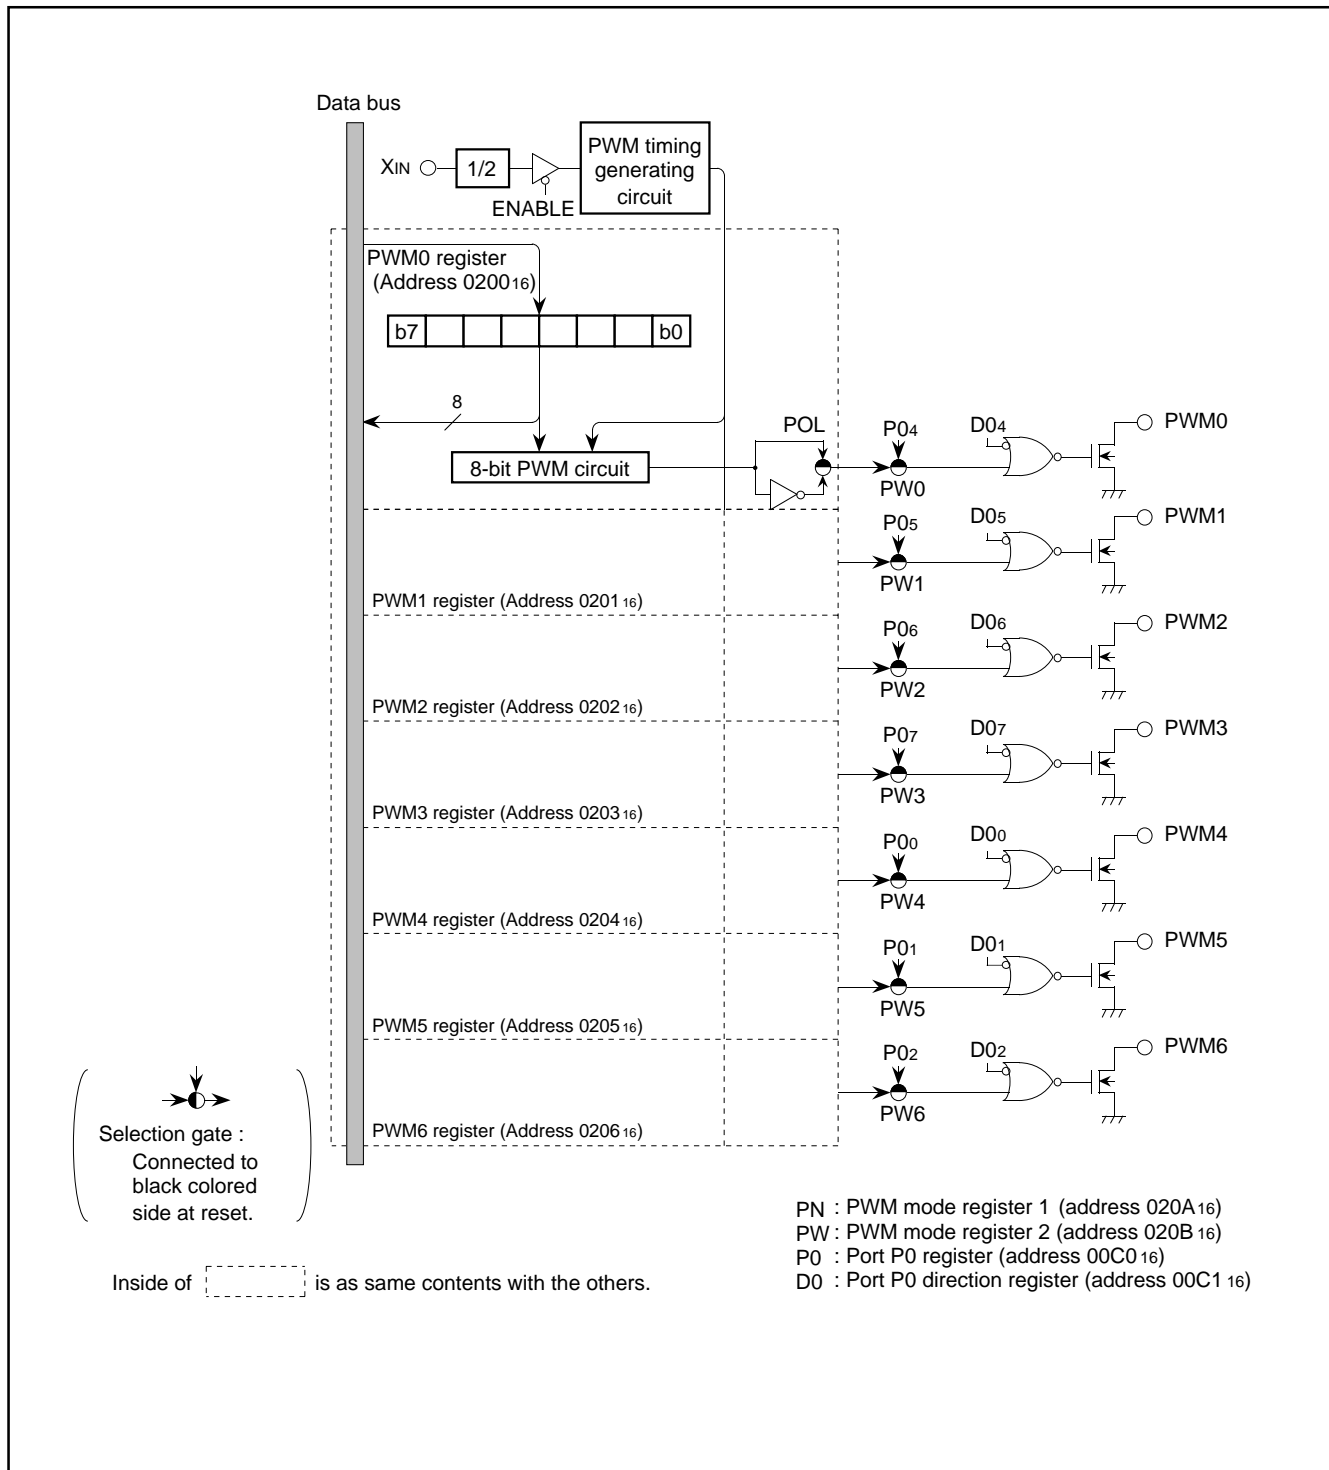 Data bus
XIN
1/2
ENABLE
PWM timing
generating
circuit
PWM0 register
(Address 020016)
b7
b0
8
8-bit PWM circuit
POL
P04
PW0
D04
PWM0
P05
PW1
D05
PWM1
PWM1 register (Address 020116)
P06
PW2
D06
PWM2
PWM2 register (Address 020216)
P07
PW3
D07
PWM3
PWM3 register (Address 020316)
P00
PW4
D00
PWM4
PWM4 register (Address 020416)
P01
PW5
D01
PWM5
PWM5 register (Address 020516)
P02
PW6
D02
PWM6
PWM6 register (Address 020616)
Selection gate :
Connected to
black colored
side at reset.
Inside of is as same contents with the others.
PN : PWM mode register 1 (address 020A16)
PW : PWM mode register 2 (address 020B16)
P0 : Port P0 register (address 00C016)
D0 : Port P0 direction register (address 00C116)